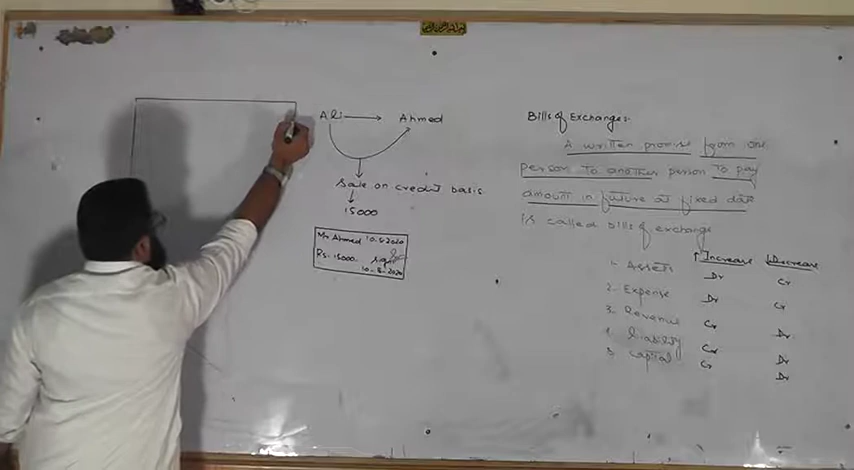 Ali → Ahmed
Sale on credit basis
15000
Mr Ahmed 10.5.2020
Rs. 15000
10-8-2020
Bills of Exchange:-
A written promise from one
person to another person to pay
amount in future at fixed date
is called Bills of exchange
↑ Increase ↓ Decrease
1. Assets Dr Cr
2. Expense Dr Cr
3. Revenue Cr Dr
4. liability Cr Dr
5. Capital Cr Dr